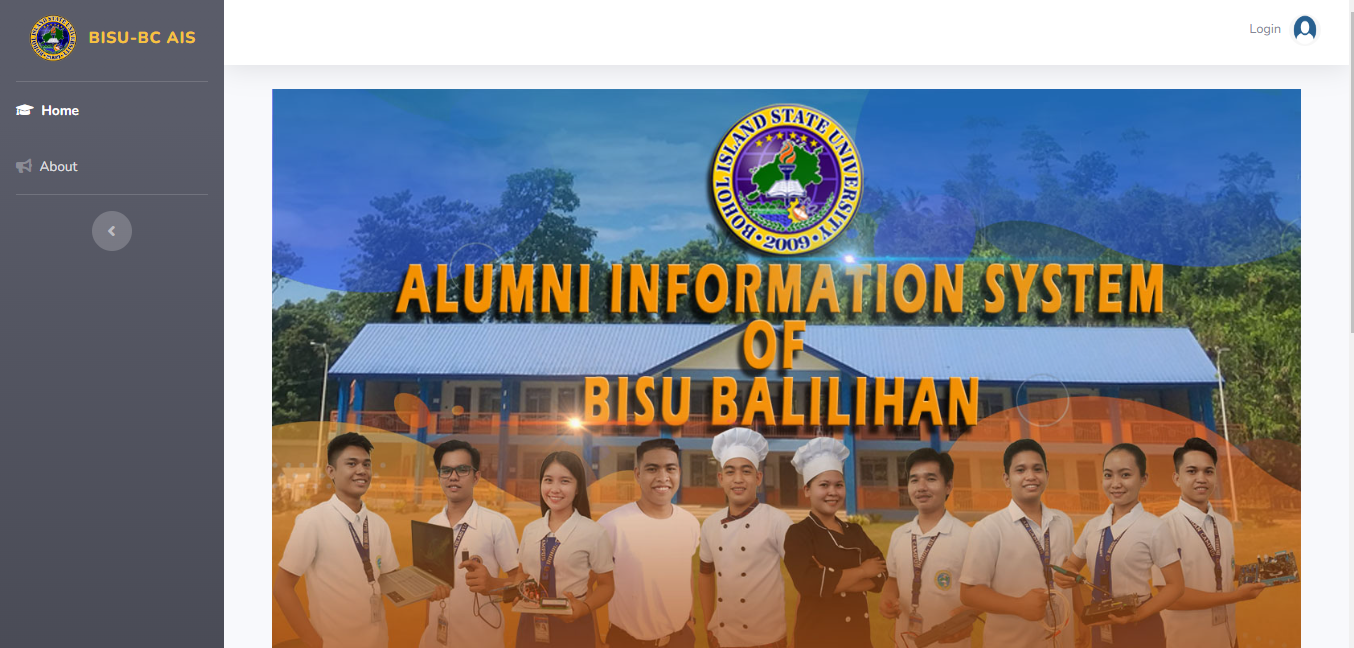 BISU-BC AIS
Login
Home
About
BOHOL ISLAND STATE UNIVERSITY
2009
ALUMNI INFORMATION SYSTEM
OF
BISU BALILIHAN